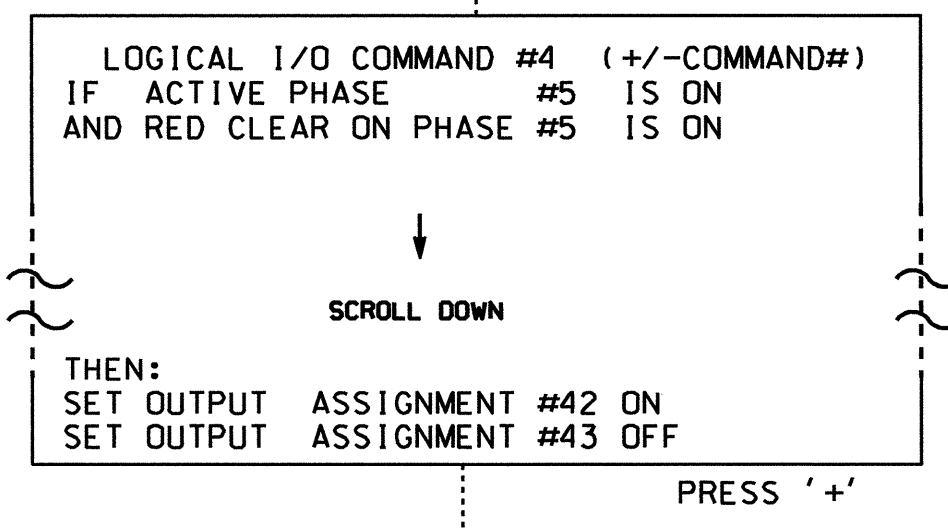 LOGICAL I/O COMMAND #4 (+/-COMMAND#)
IF ACTIVE PHASE #5 IS ON
AND RED CLEAR ON PHASE #5 IS ON
SCROLL DOWN
THEN:
SET OUTPUT ASSIGNMENT #42 ON
SET OUTPUT ASSIGNMENT #43 OFF
PRESS '+'